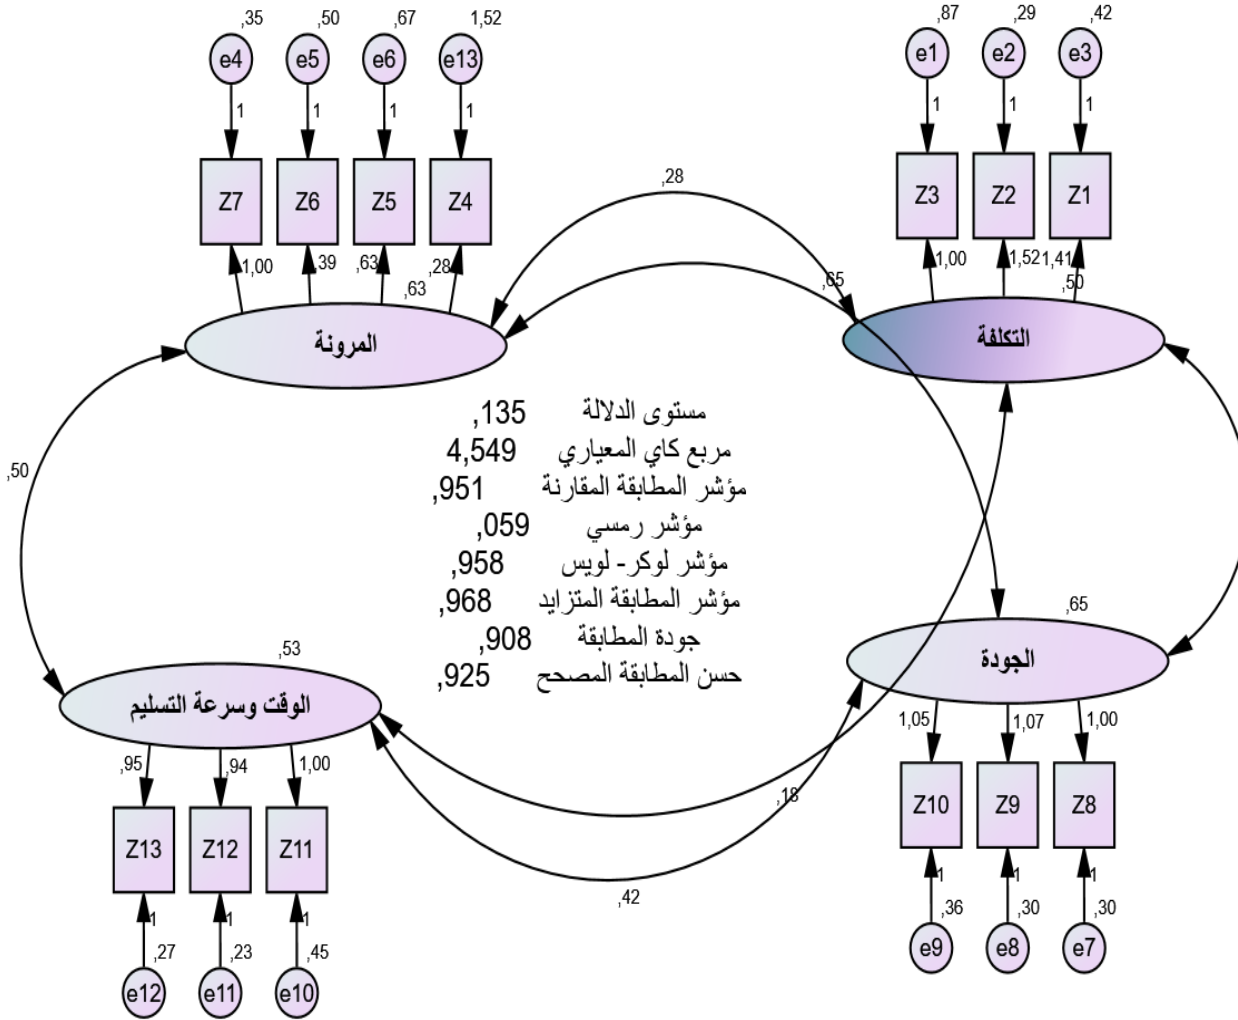 ,35 ,50 ,67 1,52
e4 e5 e6 e13
1 1 1 1
Z7 Z6 Z5 Z4
1,00 ,39 ,63 ,28
,63
المرونة
,87 ,29 ,42
e1 e2 e3
1 1 1
Z3 Z2 Z1
1,00 1,52 1,41
,50
التكلفة
,28
,65
,50
مستوى الدلالة ,135
مربع كاي المعياري 4,549
مؤشر المطابقة المقارنة ,951
مؤشر رمسي ,059
مؤشر لوكر- لويس ,958
مؤشر المطابقة المتزايد ,968
جودة المطابقة ,908
حسن المطابقة المصحح ,925
,53
الوقت وسرعة التسليم
,95 ,94 1,00
Z13 Z12 Z11
1 1 1
,27 ,23 ,45
e12 e11 e10
,65
الجودة
1,05 1,07 1,00
Z10 Z9 Z8
1 1 1
,36 ,30 ,30
e9 e8 e7
,18
,42